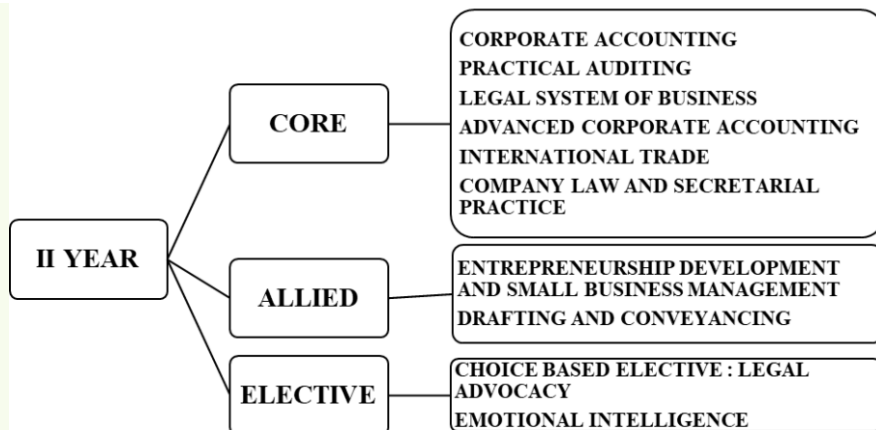 II YEAR
CORE
CORPORATE ACCOUNTING
PRACTICAL AUDITING
LEGAL SYSTEM OF BUSINESS
ADVANCED CORPORATE ACCOUNTING
INTERNATIONAL TRADE
COMPANY LAW AND SECRETARIAL
PRACTICE
ALLIED
ENTREPRENEURSHIP DEVELOPMENT
AND SMALL BUSINESS MANAGEMENT
DRAFTING AND CONVEYANCING
ELECTIVE
CHOICE BASED ELECTIVE : LEGAL
ADVOCACY
EMOTIONAL INTELLIGENCE